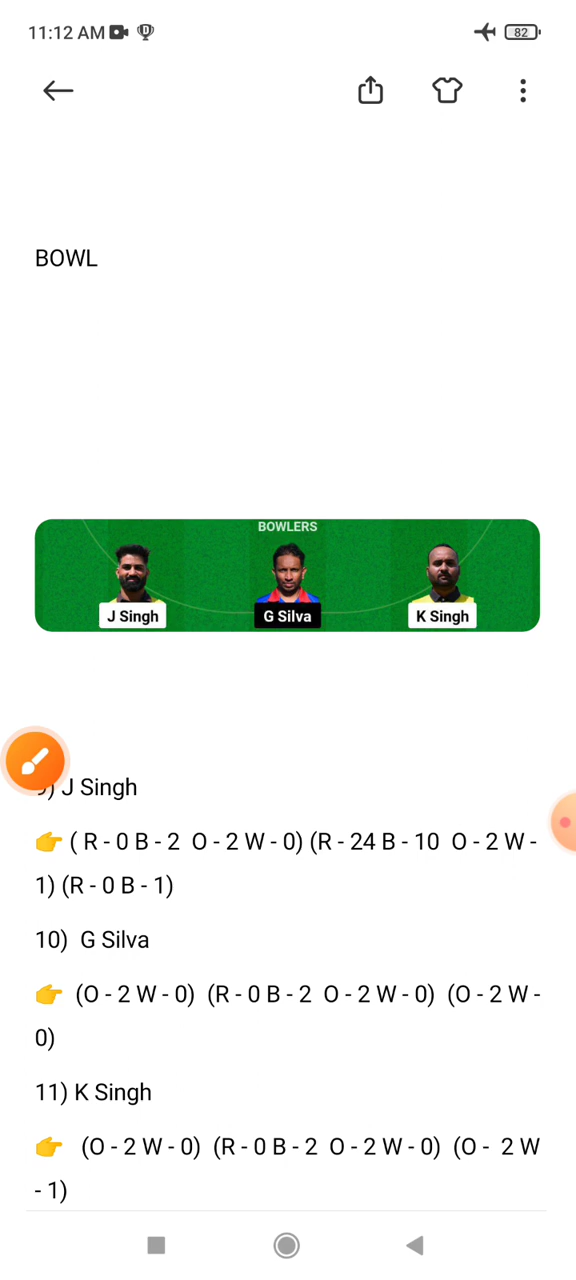 11:12 AM
82
BOWL
BOWLERS
J Singh
G Silva
K Singh
) J Singh
👉 ( R - 0 B - 2 O - 2 W - 0) (R - 24 B - 10 O - 2 W -
1) (R - 0 B - 1)
10) G Silva
👉 (O - 2 W - 0) (R - 0 B - 2 O - 2 W - 0) (O - 2 W -
0)
11) K Singh
👉 (O - 2 W - 0) (R - 0 B - 2 O - 2 W - 0) (O - 2 W
- 1)